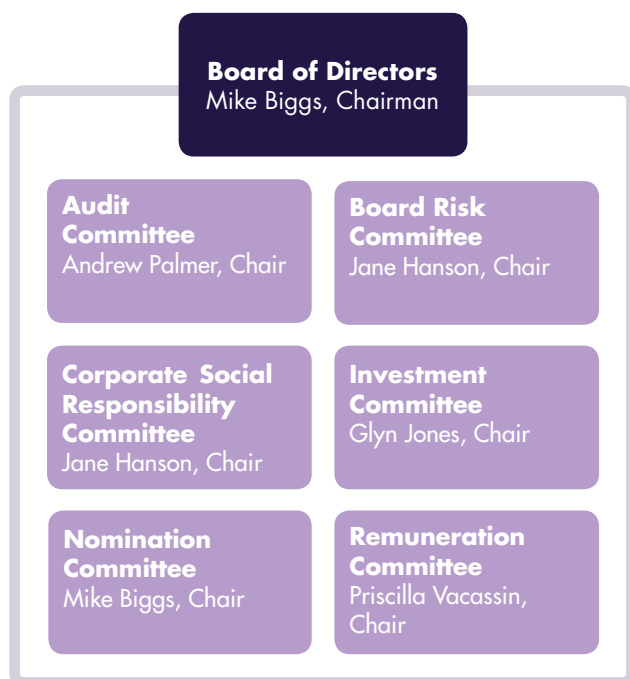 Board of Directors
Mike Biggs, Chairman
Audit
Committee
Andrew Palmer, Chair
Board Risk
Committee
Jane Hanson, Chair
Corporate Social
Responsibility
Committee
Jane Hanson, Chair
Investment
Committee
Glyn Jones, Chair
Nomination
Committee
Mike Biggs, Chair
Remuneration
Committee
Priscilla Vacassin,
Chair